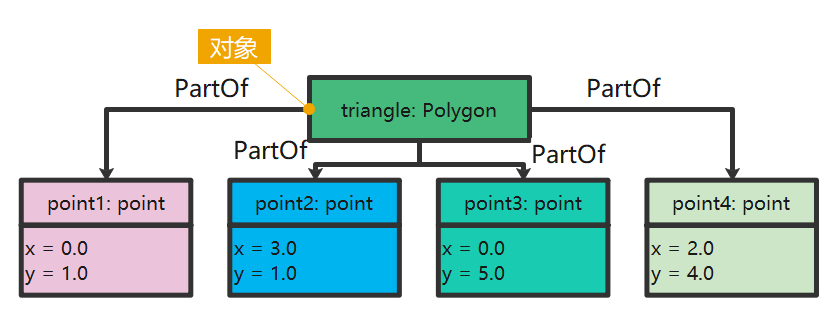 对象
PartOf
PartOf
triangle: Polygon
PartOf
PartOf
point1: point
x = 0.0
y = 1.0
point2: point
x = 3.0
y = 1.0
point3: point
x = 0.0
y = 5.0
point4: point
x = 2.0
y = 4.0